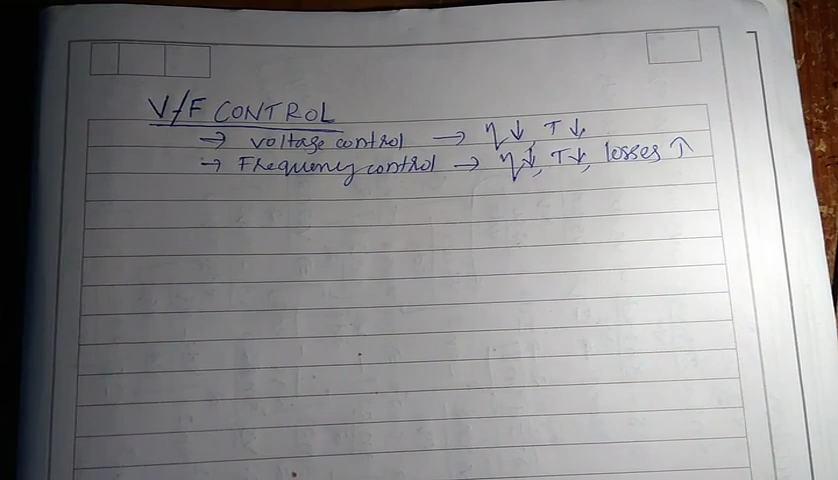 V/F CONTROL
→ voltage control → η↓, T↓,
→ Frequency control → η↓, T↓, losses ↑